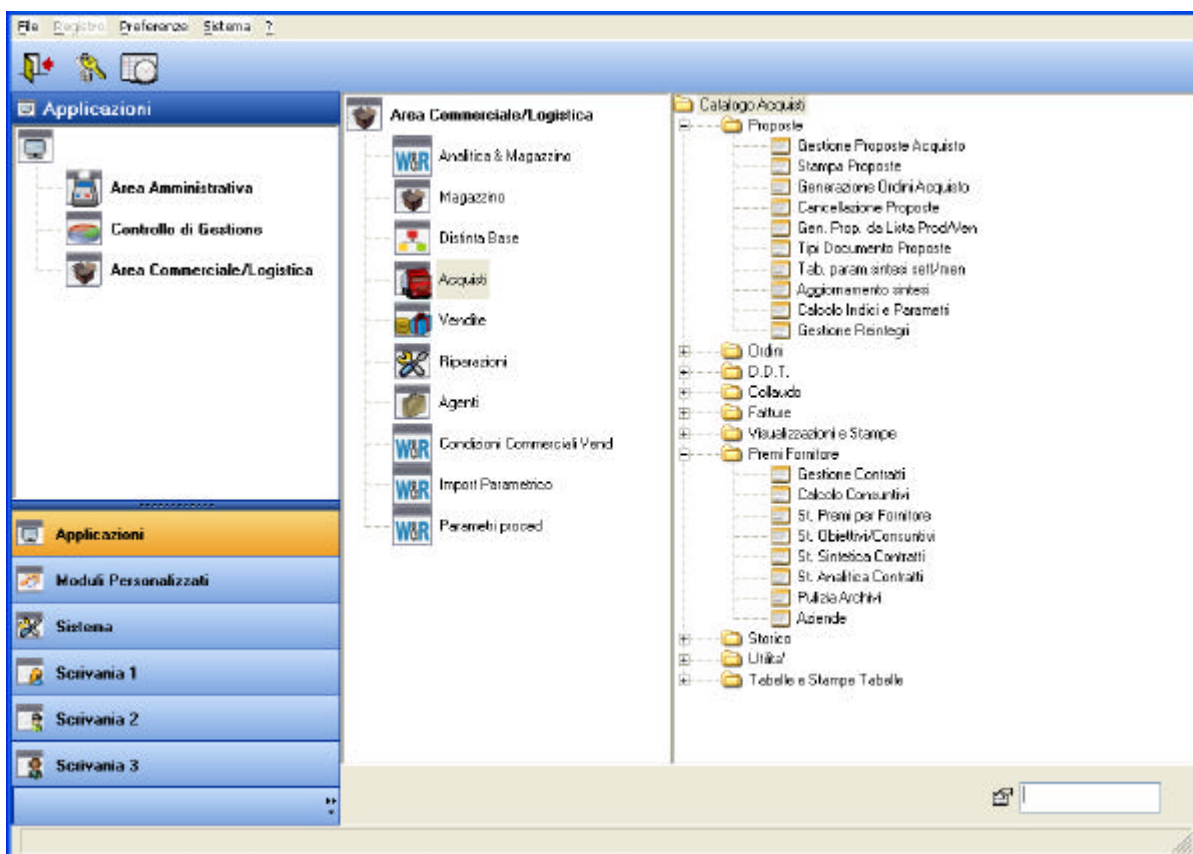 File Registro Preferenze Sistema ?
Applicazioni
Area Amministrativa
Controllo di Gestione
Area Commerciale/Logistica
Applicazioni
Moduli Personalizzati
Sistema
Scrivania 1
Scrivania 2
Scrivania 3
Area Commerciale/Logistica
W&R Analitica & Magazzino
Magazzino
Distinta Base
Acquisti
Vendite
Riparazioni
Agenti
W&R Condizioni Commerciali Vend
W&R Import Parametrico
W&R Parametri proced
Catalogo Acquisti
Proposte
Gestione Proposte Acquisto
Stampa Proposte
Generazione Ordini Acquisto
Cancellazione Proposte
Gen. Prop. da Lista Prod/Ven
Tipi Documento Proposte
Tab. param.sintesi sett/men
Aggiornamento sintesi
Calcolo Indici e Parametri
Gestione Reintegri
Ordini
D.D.T.
Collaudo
Fatture
Visualizzazioni e Stampe
Premi Fornitore
Gestione Contratti
Calcolo Consuntivi
St. Premi per Fornitore
St. Obiettivi/Consuntivi
St. Sintetica Contratti
St. Analitica Contratti
Pulizia Archivi
Aziende
Storico
Utilita'
Tabelle e Stampe Tabelle